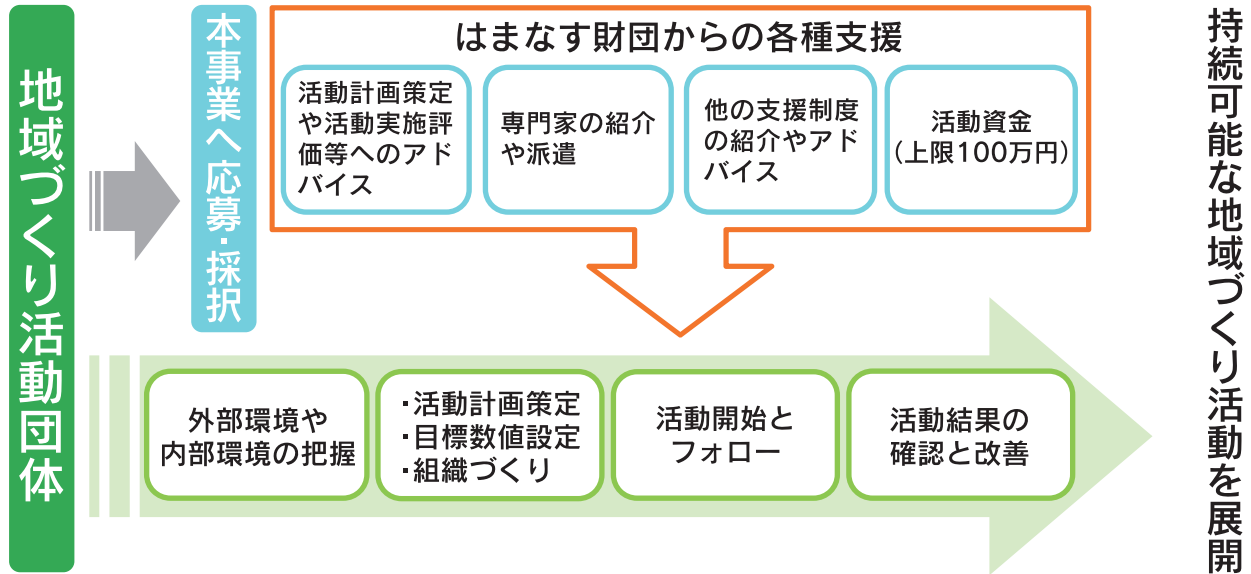 地域づくり活動団体
本事業へ応募・採択
はまなす財団からの各種支援
活動計画策定
や活動実施評
価等へのアド
バイス
専門家の紹介
や派遣
他の支援制度
の紹介やアド
バイス
活動資金
(上限100万円)
外部環境や
内部環境の把握
・活動計画策定
・目標数値設定
・組織づくり
活動開始と
フォロー
活動結果の
確認と改善
持続可能な地域づくり活動を展開